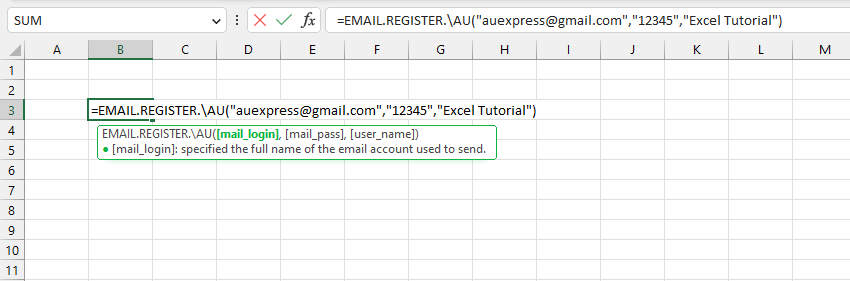 SUM fx =EMAIL.REGISTER.\AU("auexpress@gmail.com","12345","Excel Tutorial")
A B C D E F G H I J K L M
1
2
3 =EMAIL.REGISTER.\AU("auexpress@gmail.com","12345","Excel Tutorial")
4 EMAIL.REGISTER.\AU([mail_login], [mail_pass], [user_name])
5 ● [mail_login]: specified the full name of the email account used to send.
6
7
8
9
10
11